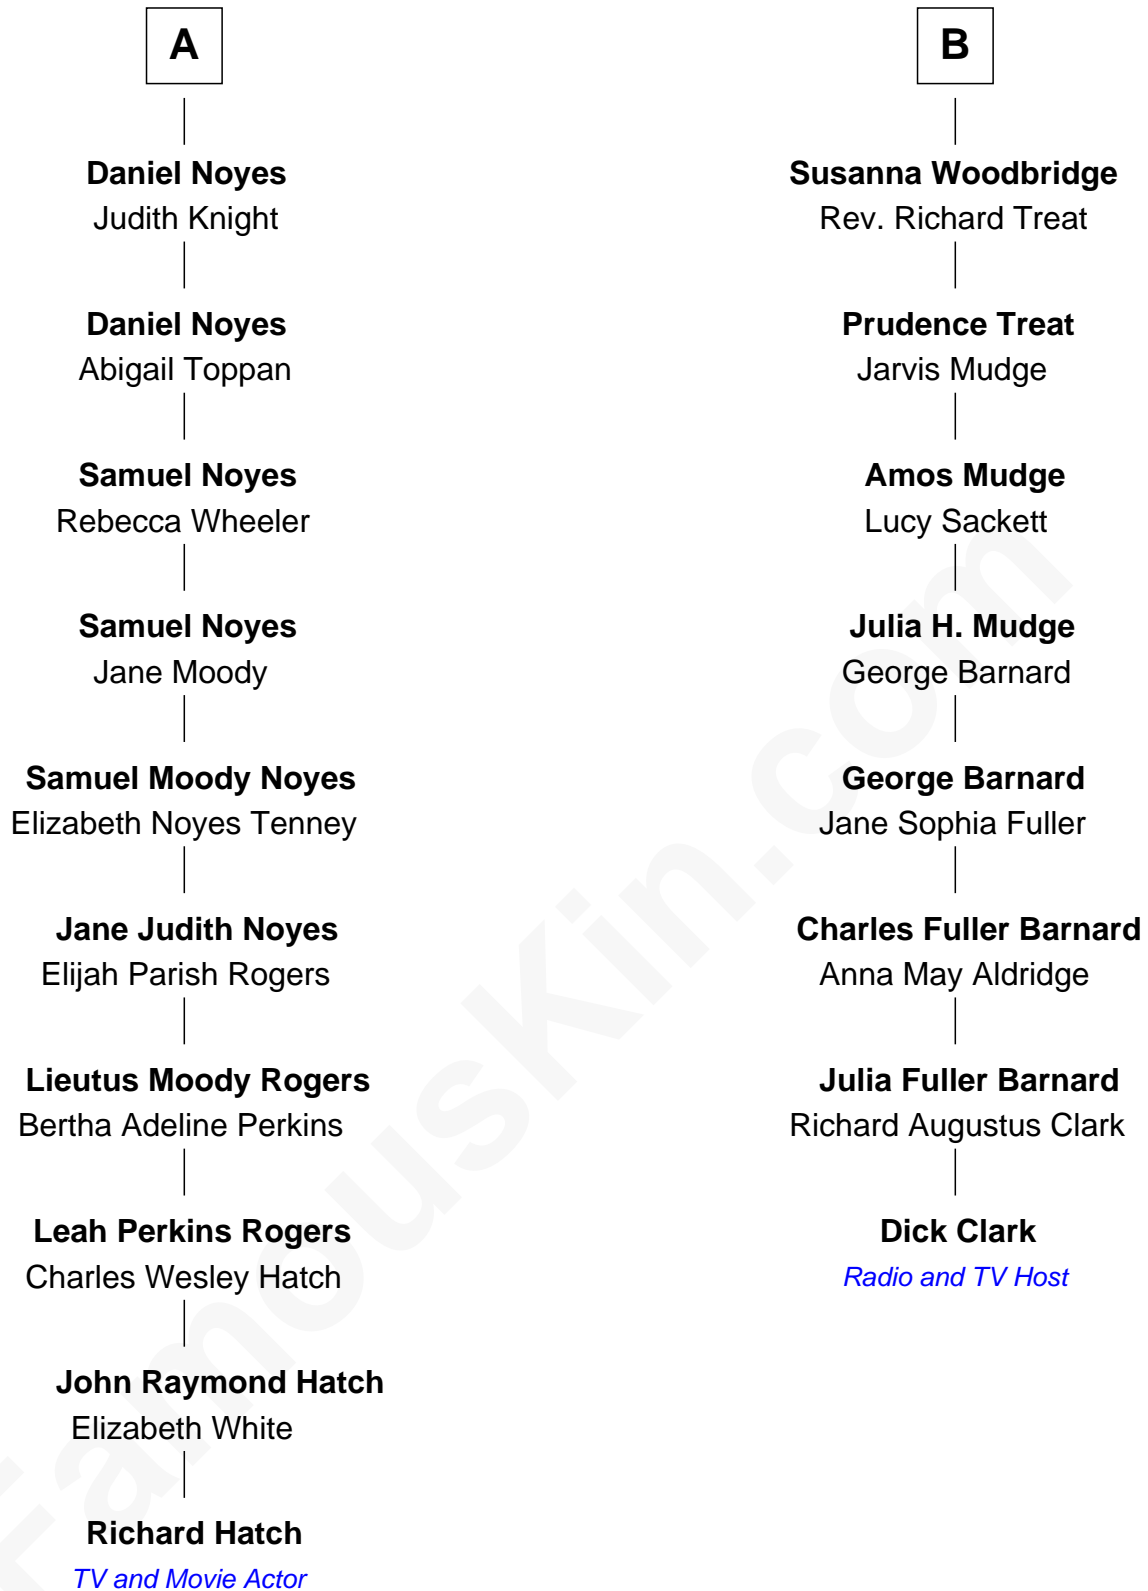 A
Daniel Noyes
Judith Knight
Daniel Noyes
Abigail Toppan
Samuel Noyes
Rebecca Wheeler
Samuel Noyes
Jane Moody
Samuel Moody Noyes
Elizabeth Noyes Tenney
Jane Judith Noyes
Elijah Parish Rogers
Lieutus Moody Rogers
Bertha Adeline Perkins
Leah Perkins Rogers
Charles Wesley Hatch
John Raymond Hatch
Elizabeth White
Richard Hatch
TV and Movie Actor
B
Susanna Woodbridge
Rev. Richard Treat
Prudence Treat
Jarvis Mudge
Amos Mudge
Lucy Sackett
Julia H. Mudge
George Barnard
George Barnard
Jane Sophia Fuller
Charles Fuller Barnard
Anna May Aldridge
Julia Fuller Barnard
Richard Augustus Clark
Dick Clark
Radio and TV Host
FamousKin.com